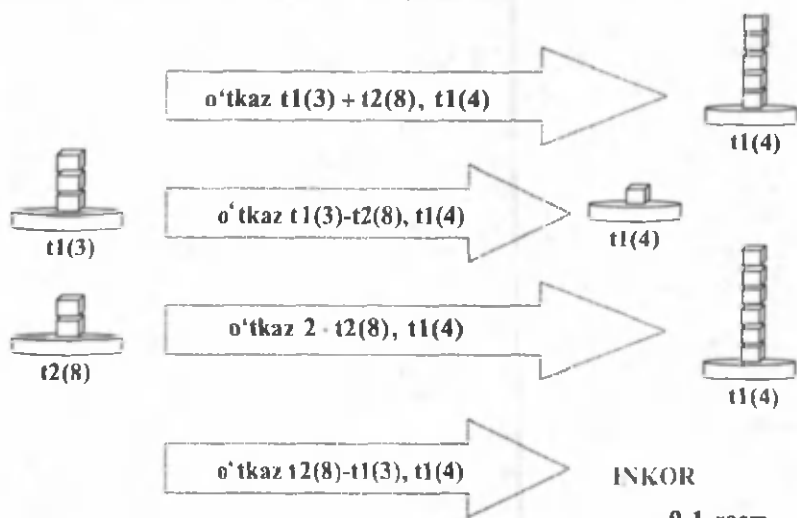 o‘tkaz t1(3) + t2(8), t1(4)
t1(4)
t1(3)
o‘tkaz t1(3)-t2(8), t1(4)
t1(4)
t2(8)
o‘tkaz 2 · t2(8), t1(4)
t1(4)
o‘tkaz t2(8)-t1(3), t1(4)
INKOR